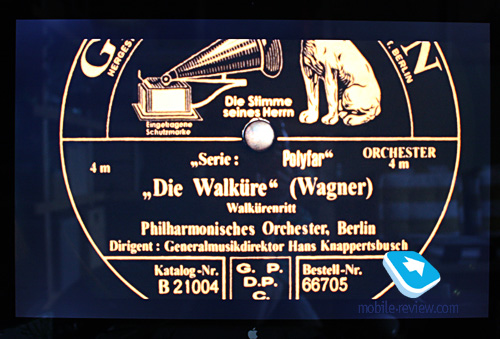 G
N
HERGES
F. BERLIN
Die Stimme
seines Herrn
Eingetragene
Schutzmarke
„Serie: Polyfar“
ORCHESTER
4 m
4 m
„Die Walküre“ (Wagner)
Walkürenritt
Philharmonisches Orchester, Berlin
Dirigent: Generalmusikdirektor Hans Knappertsbusch
Katalog-Nr.
B 21004
G. P.
D.P.
C.
Bestell-Nr.
66705
mobile-review.com